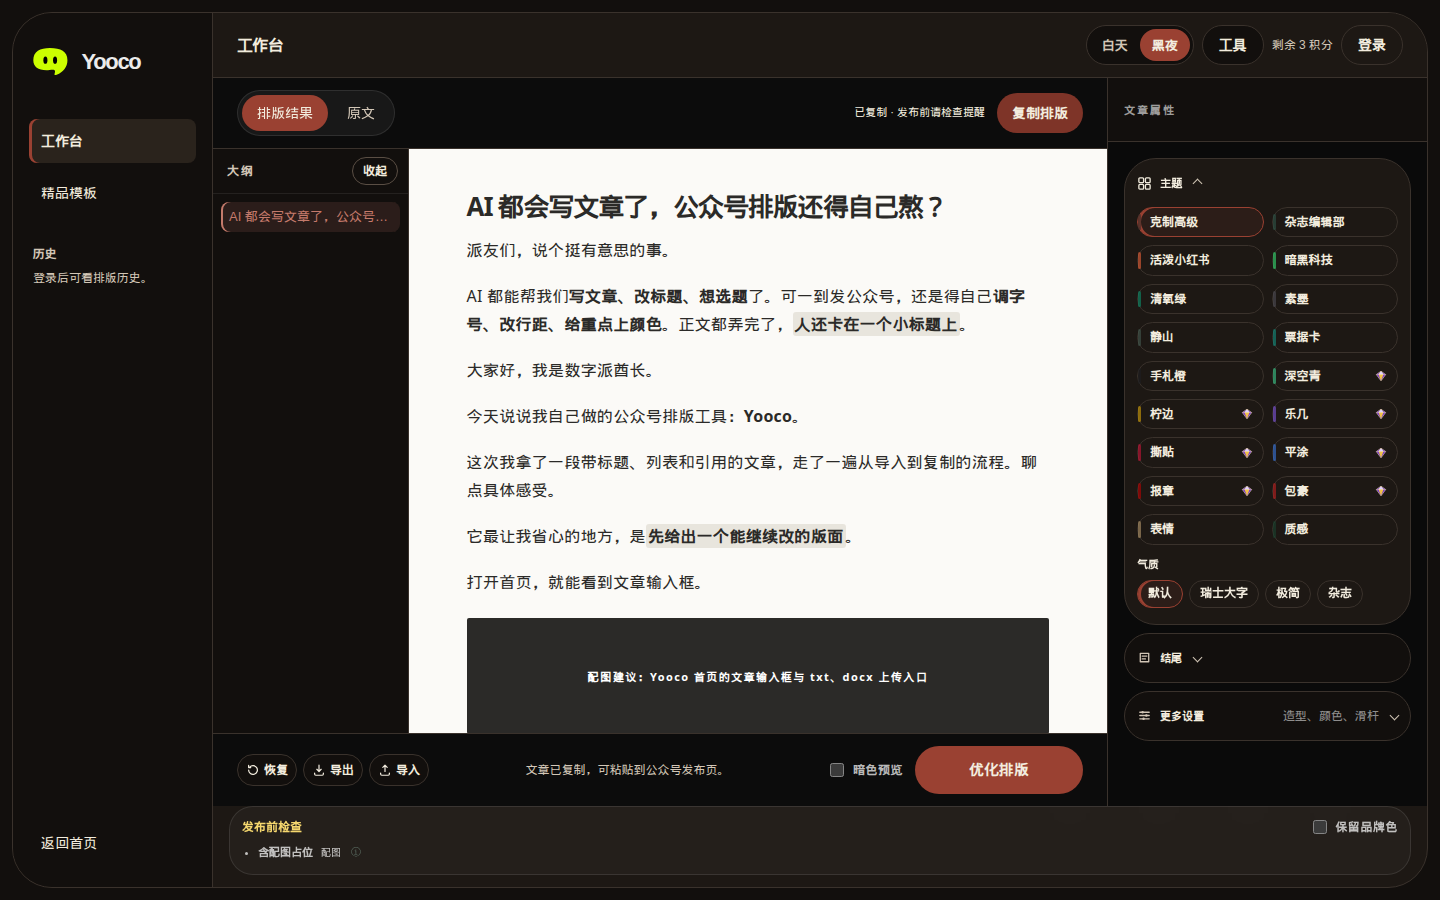 Yooco
工作台
精品模板
历史
登录后可看排版历史。
返回首页
工作台
白天 黑夜 工具 剩余 3 积分 登录
排版结果 原文
已复制 · 发布前请检查提醒 复制排版
大纲 收起
AI 都会写文章了，公众号...
AI 都会写文章了，公众号排版还得自己熬？
派友们，说个挺有意思的事。
AI 都能帮我们写文章、改标题、想选题了。可一到发公众号，还是得自己调字
号、改行距、给重点上颜色。正文都弄完了，人还卡在一个小标题上。
大家好，我是数字派酋长。
今天说说我自己做的公众号排版工具：Yooco。
这次我拿了一段带标题、列表和引用的文章，走了一遍从导入到复制的流程。聊
点具体感受。
它最让我省心的地方，是先给出一个能继续改的版面。
打开首页，就能看到文章输入框。
配图建议：Yooco 首页的文章输入框与 txt、docx 上传入口
恢复 导出 导入
文章已复制，可粘贴到公众号发布页。
暗色预览 优化排版
文章属性
主题
克制高级 杂志编辑部
活泼小红书 暗黑科技
清氧绿 素墨
静山 票据卡
手札橙 深空青
柠边 乐几
撕贴 平涂
报章 包豪
表情 质感
气质
默认 瑞士大字 极简 杂志
结尾
更多设置 造型、颜色、滑杆
发布前检查 保留品牌色
• 含配图占位 配图